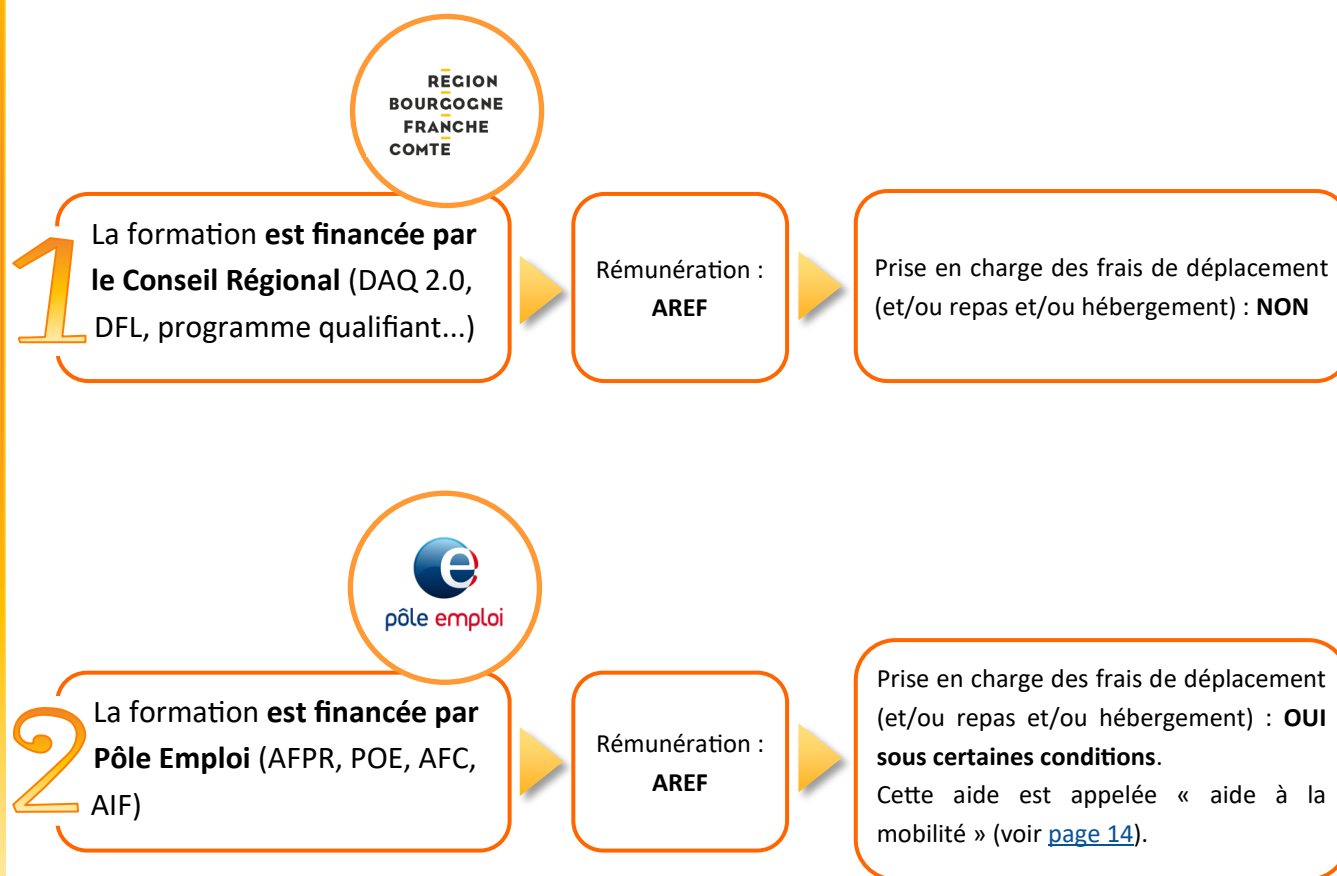 RÉGION
BOURGOGNE
FRANCHE
COMTÉ
1
La formation est financée par
le Conseil Régional (DAQ 2.0,
DFL, programme qualifiant...)
Rémunération :
AREF
Prise en charge des frais de déplacement
(et/ou repas et/ou hébergement) : NON
pôle emploi
2
La formation est financée par
Pôle Emploi (AFPR, POE, AFC,
AIF)
Rémunération :
AREF
Prise en charge des frais de déplacement
(et/ou repas et/ou hébergement) : OUI
sous certaines conditions.
Cette aide est appelée « aide à la
mobilité » (voir page 14).